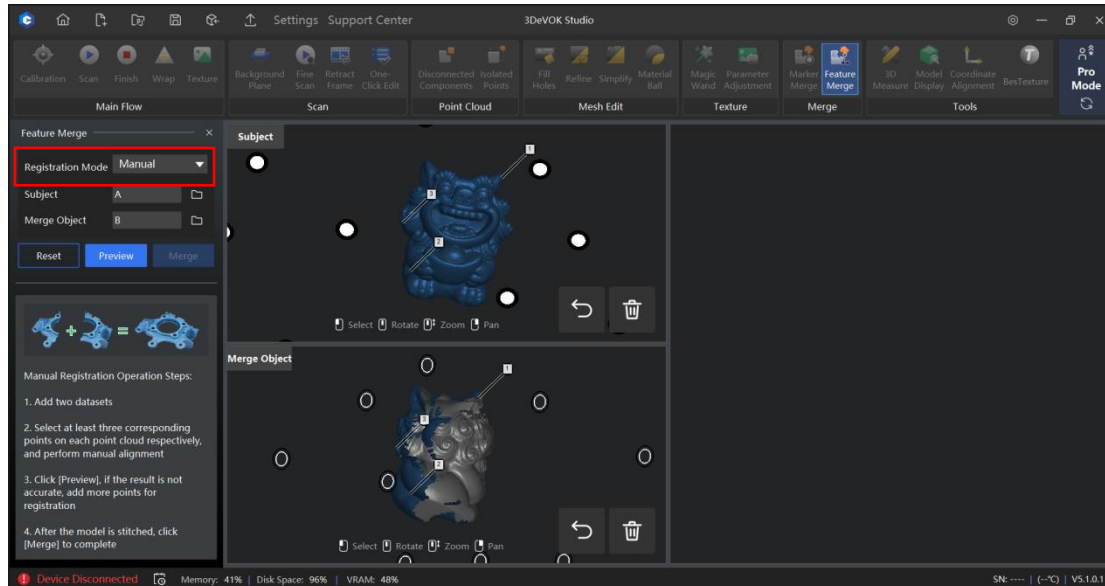 Settings Support Center
3DeVOK Studio
Calibration Scan Finish Wrap Texture
Main Flow
Background Plane
Fine Scan
Retract Frame
One-Click Edit
Scan
Disconnected Components
Isolated Points
Point Cloud
Fill Holes
Refine Simplify
Material Ball
Mesh Edit
Magic Wand
Parameter Adjustment
Texture
Marker Merge
Feature Merge
Merge
3D Measure
Model Display
Coordinate Alignment
BesTexture
Tools
Pro Mode
Feature Merge
Registration Mode Manual
Subject A
Merge Object B
Reset Preview Merge
Manual Registration Operation Steps:
1. Add two datasets
2. Select at least three corresponding
points on each point cloud respectively,
and perform manual alignment
3. Click [Preview], if the result is not
accurate, add more points for
registration
4. After the model is stitched, click
[Merge] to complete
Subject
1
3
2
Select Rotate Zoom Pan
Merge Object
1
3
2
Select Rotate Zoom Pan
Device Disconnected Memory: 41% | Disk Space: 96% | VRAM: 48%
SN: ---- | (--℃) | V5.1.0.1